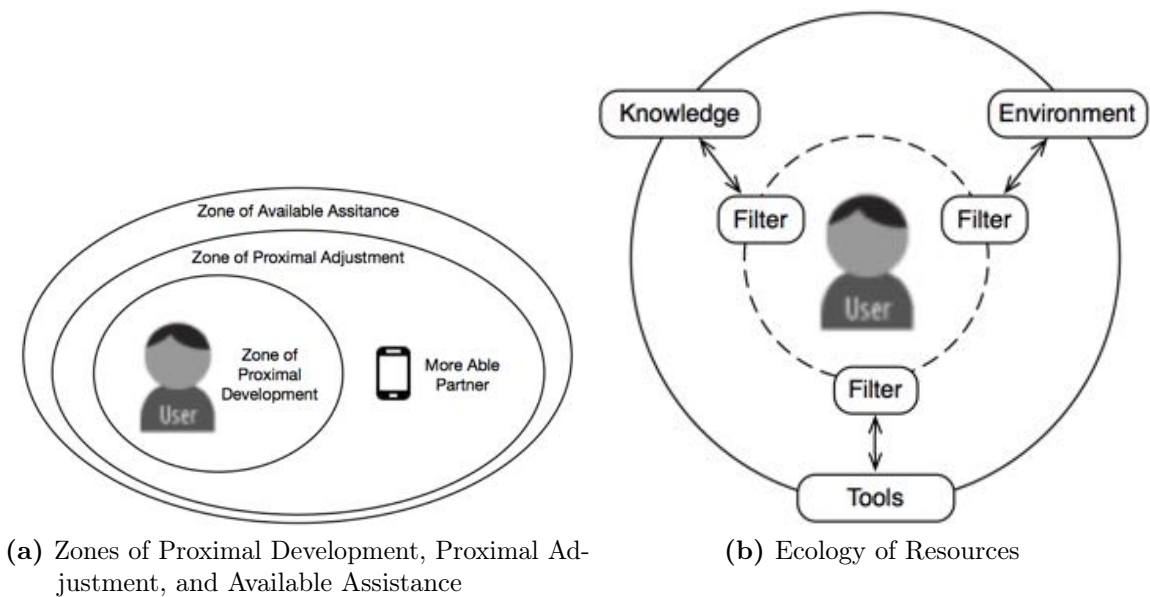 Zone of Available Assitance
Zone of Proximal Adjustment
User
Zone of
Proximal
Development
More Able
Partner
(a) Zones of Proximal Development, Proximal Ad-
justment, and Available Assistance
Knowledge
Environment
Filter
Filter
User
Filter
Tools
(b) Ecology of Resources